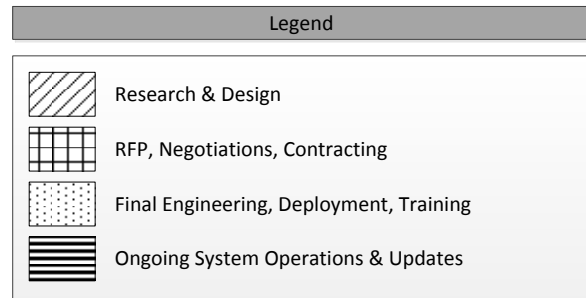 Legend
Research & Design
RFP, Negotiations, Contracting
Final Engineering, Deployment, Training
Ongoing System Operations & Updates